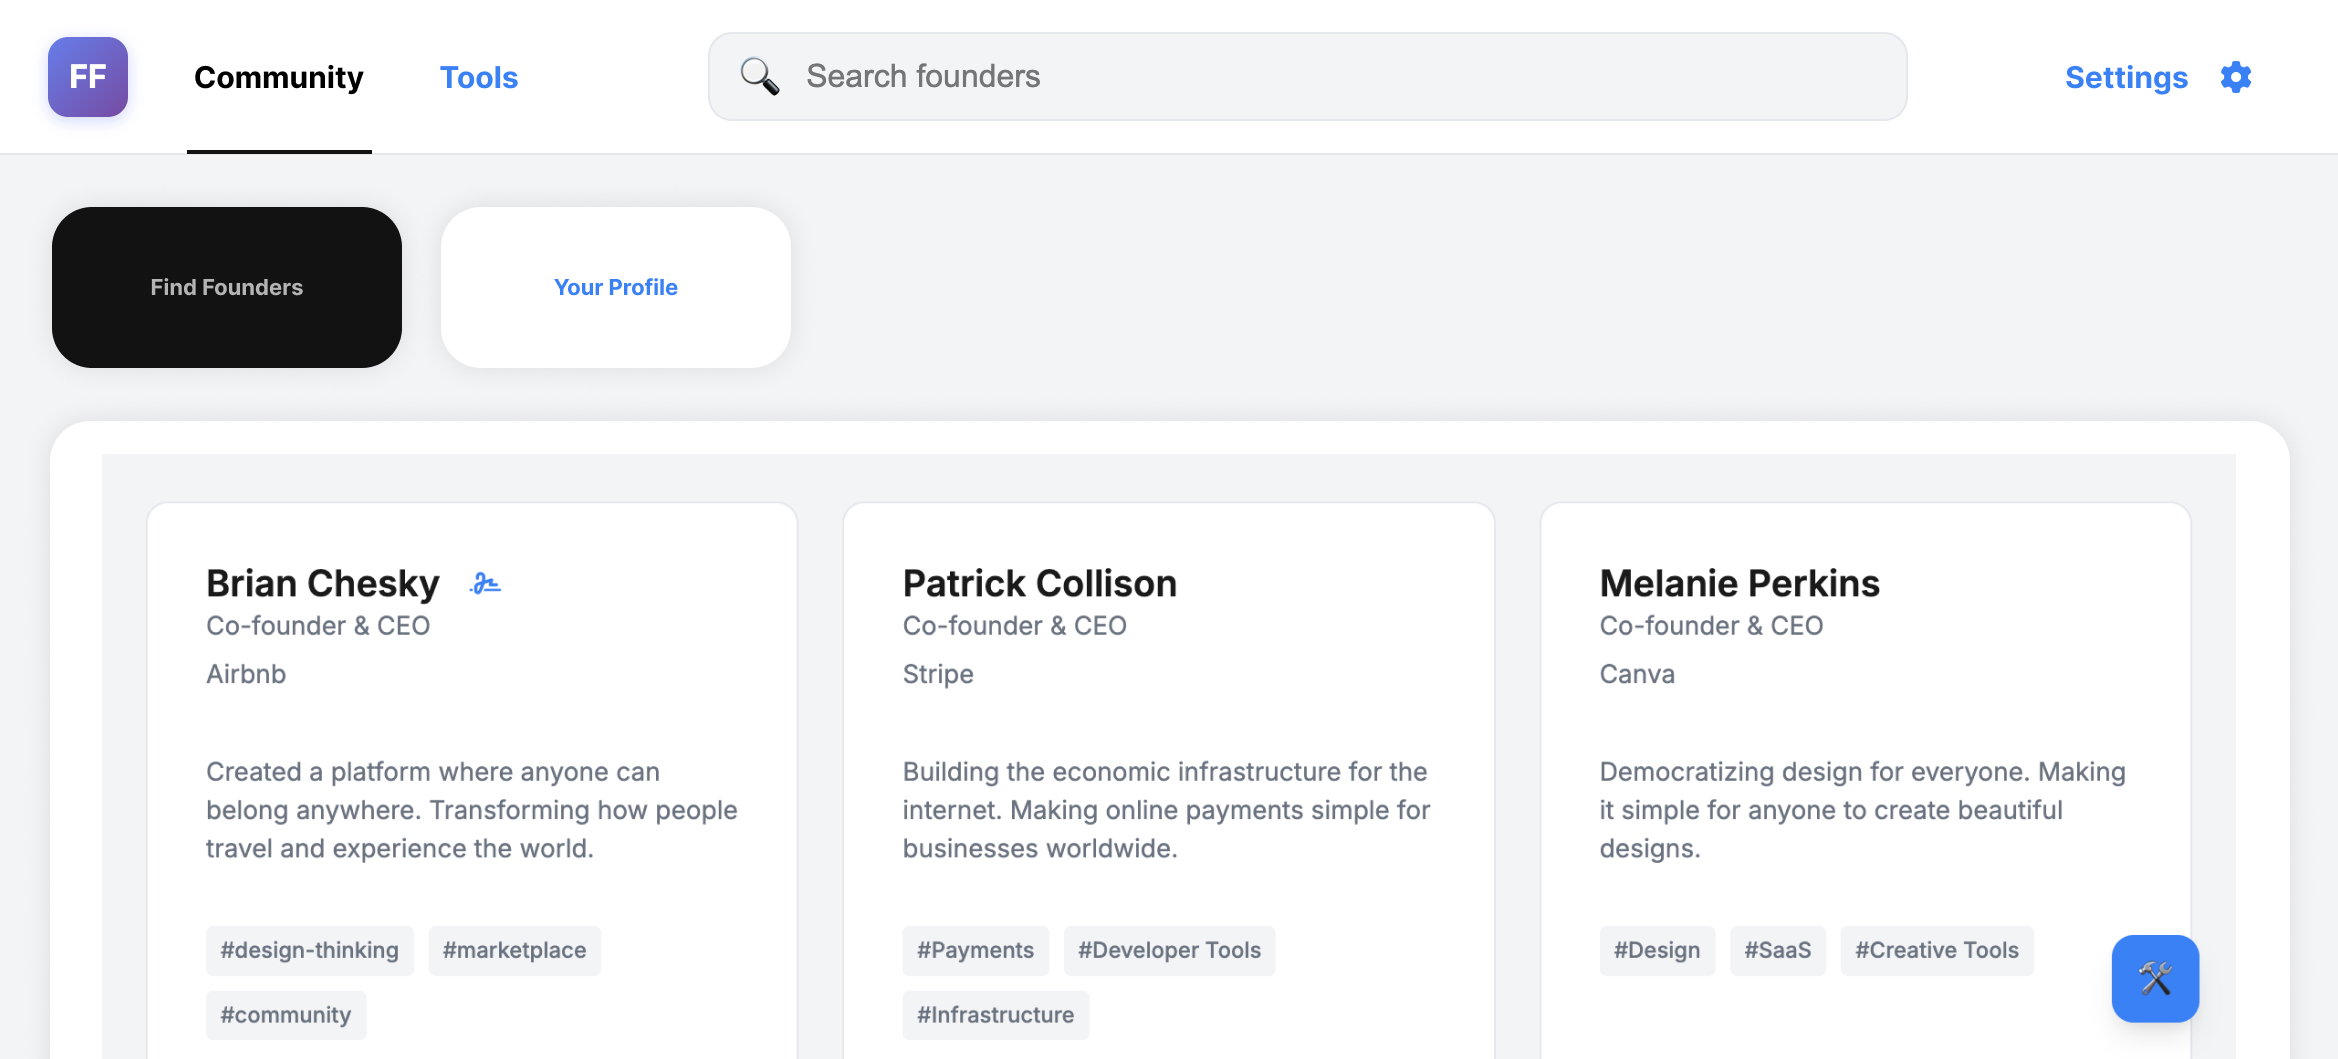 FF
Community
Tools
Search founders
Settings
Find Founders
Your Profile
Brian Chesky
Co-founder & CEO
Airbnb
Created a platform where anyone can
belong anywhere. Transforming how people
travel and experience the world.
#design-thinking
#marketplace
#community
Patrick Collison
Co-founder & CEO
Stripe
Building the economic infrastructure for the
internet. Making online payments simple for
businesses worldwide.
#Payments
#Developer Tools
#Infrastructure
Melanie Perkins
Co-founder & CEO
Canva
Democratizing design for everyone. Making
it simple for anyone to create beautiful
designs.
#Design
#SaaS
#Creative Tools